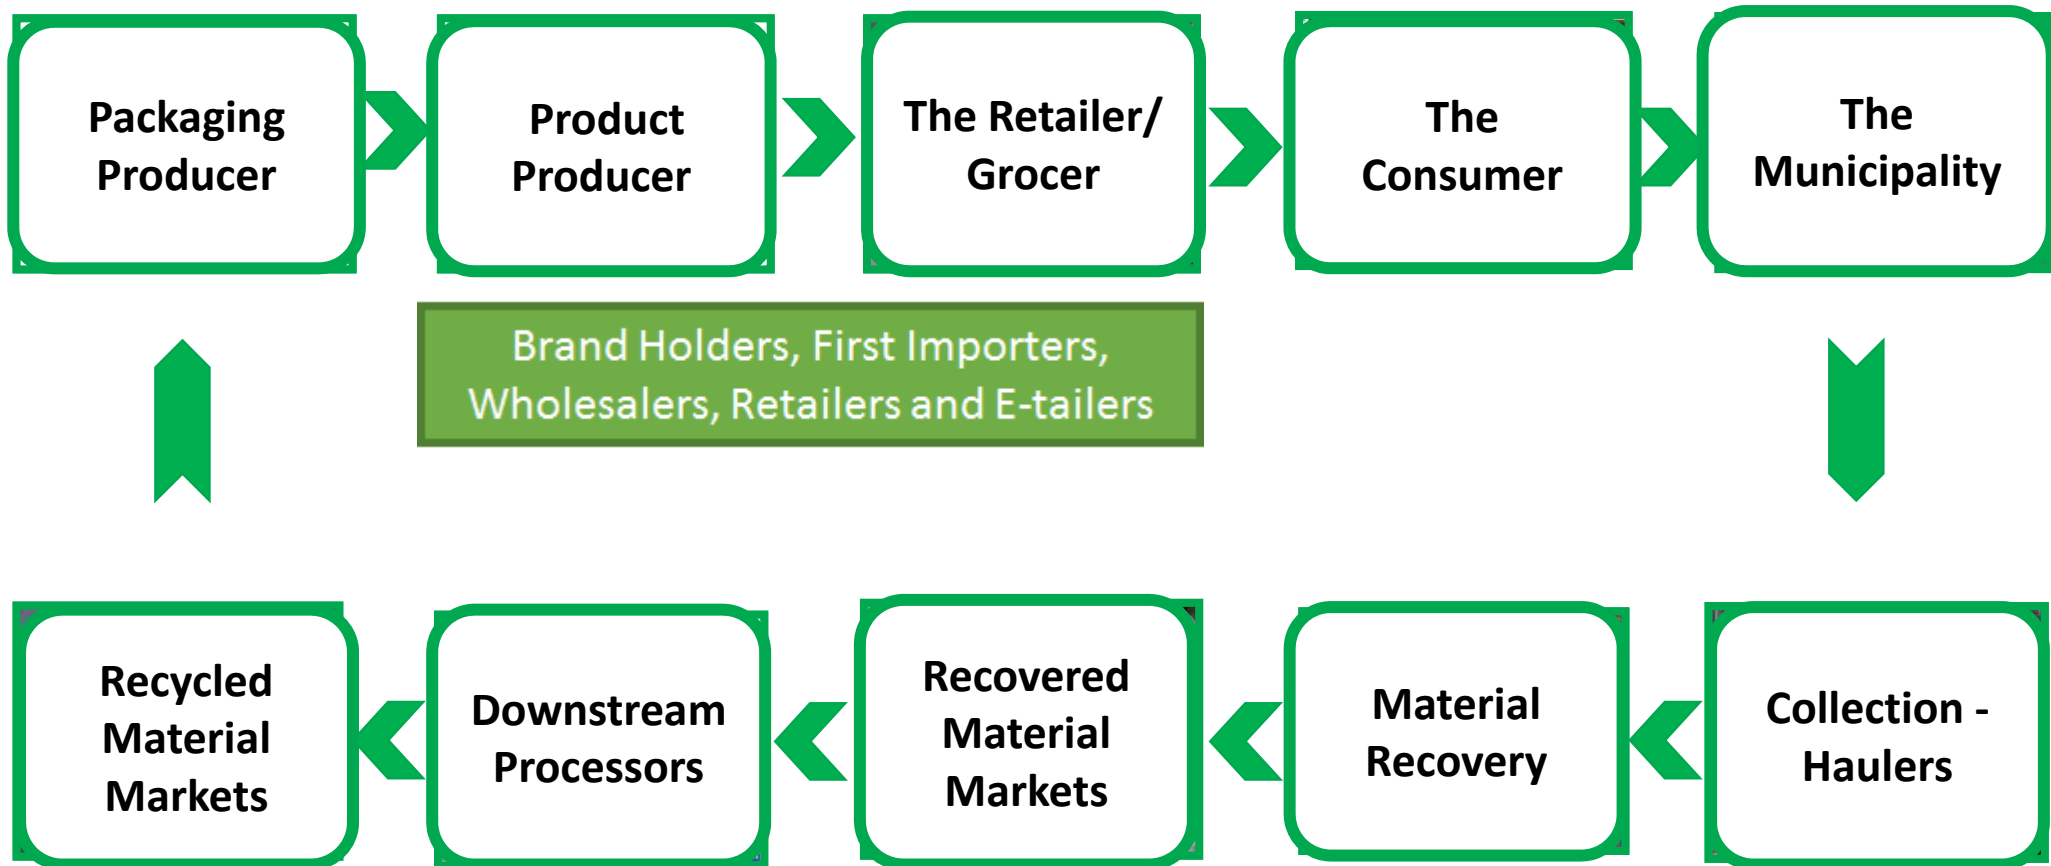 Packaging
Producer
Product
Producer
The Retailer/
Grocer
The
Consumer
The
Municipality
Brand Holders, First Importers,
Wholesalers, Retailers and E-tailers
Recycled
Material
Markets
Downstream
Processors
Recovered
Material
Markets
Material
Recovery
Collection -
Haulers